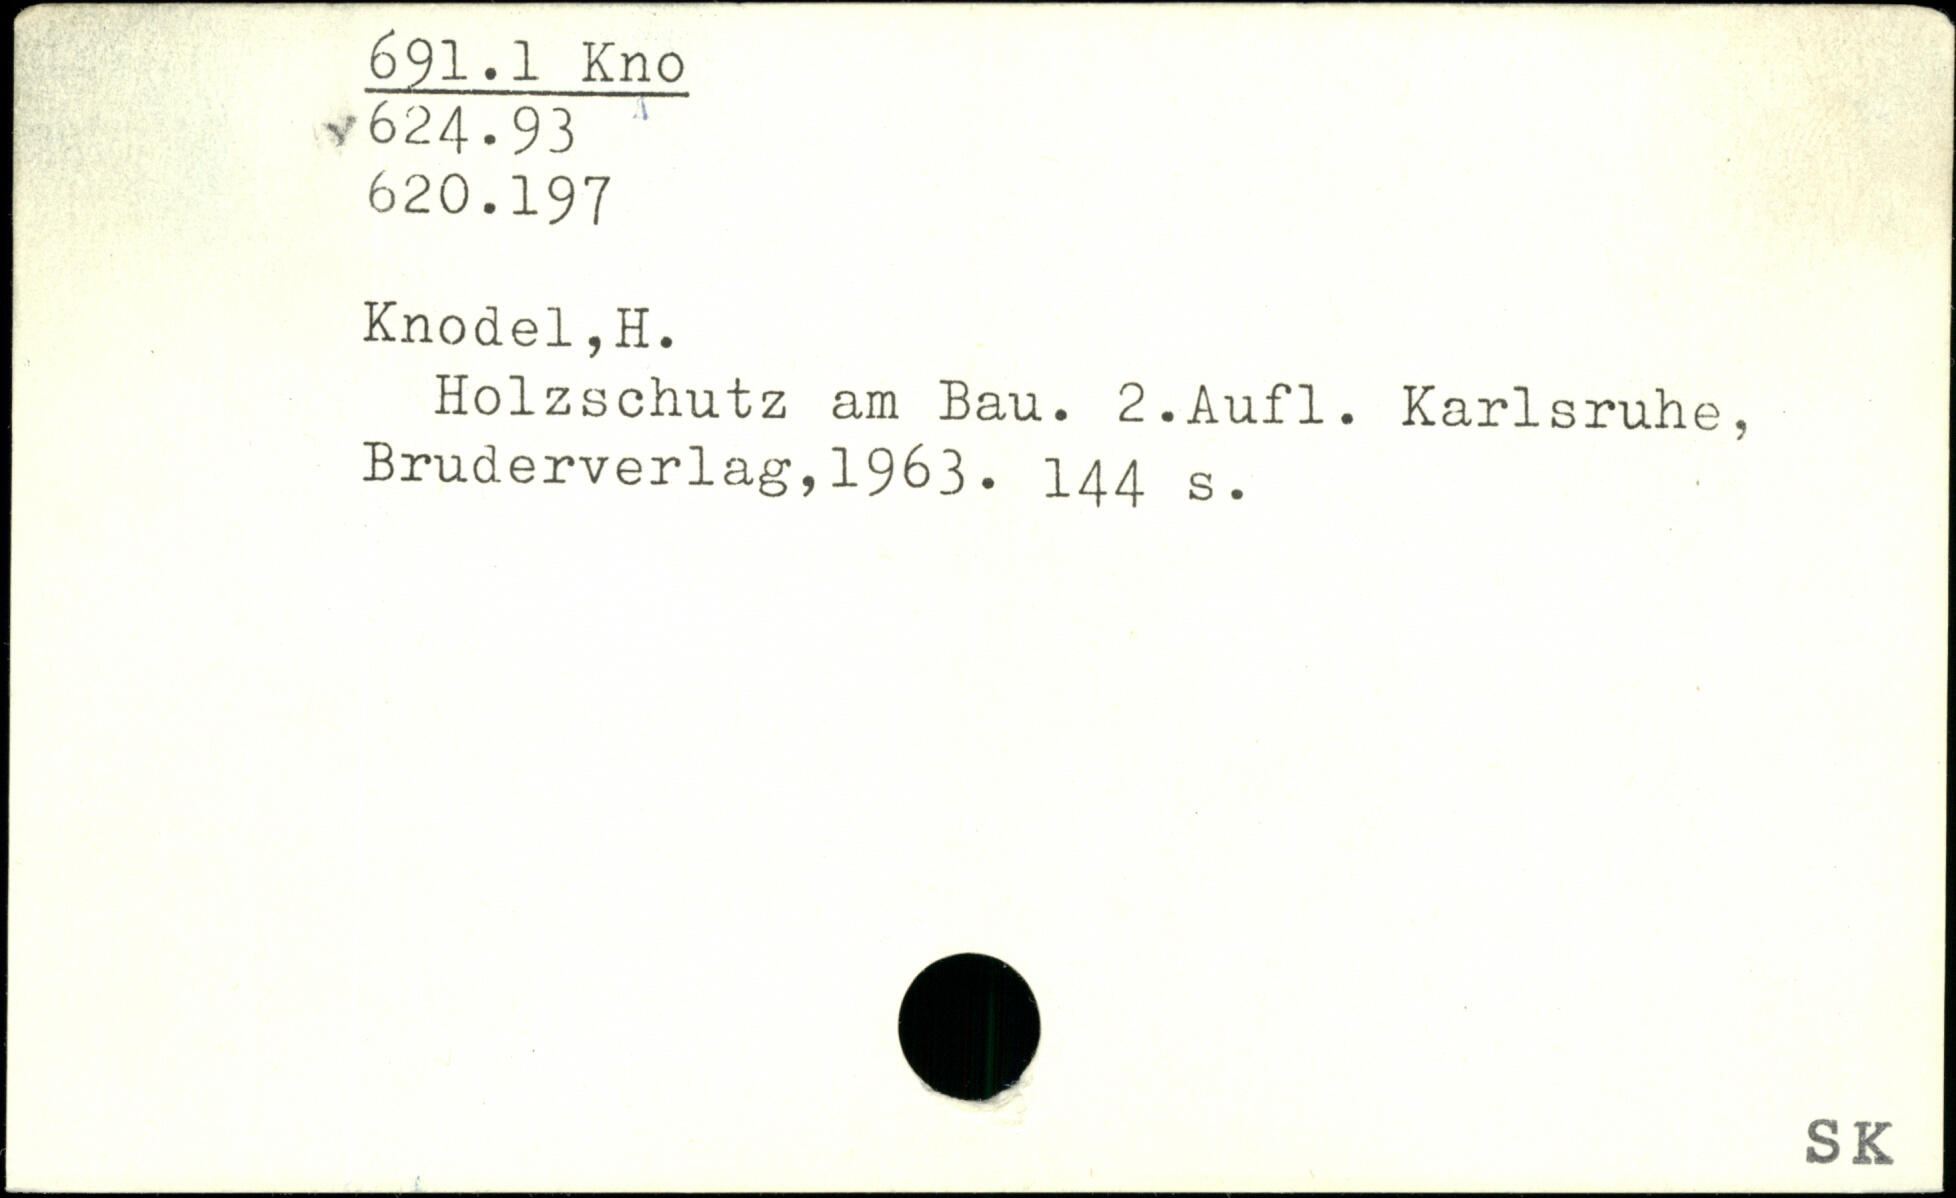 691.1 Kno
✓624.93
620.197
Knodel,H.
Holzschutz am Bau. 2.Aufl. Karlsruhe,
Bruderverlag,1963. 144 s.
SK